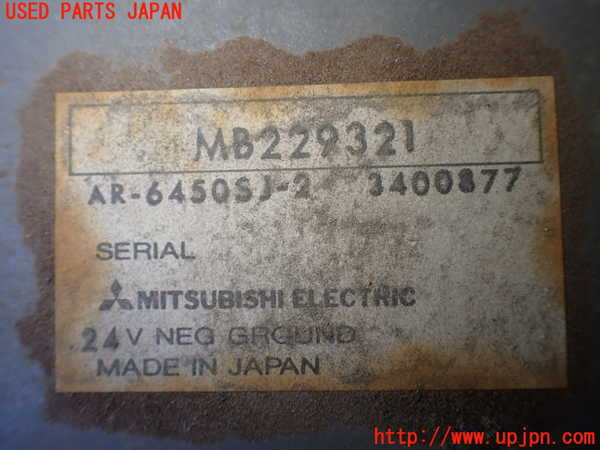 USED PARTS JAPAN
MB229321
AR-6450SJ-2 3400877
SERIAL
MITSUBISHI ELECTRIC
24V NEG GROUND
MADE IN JAPAN
http://www.upjpn.com/